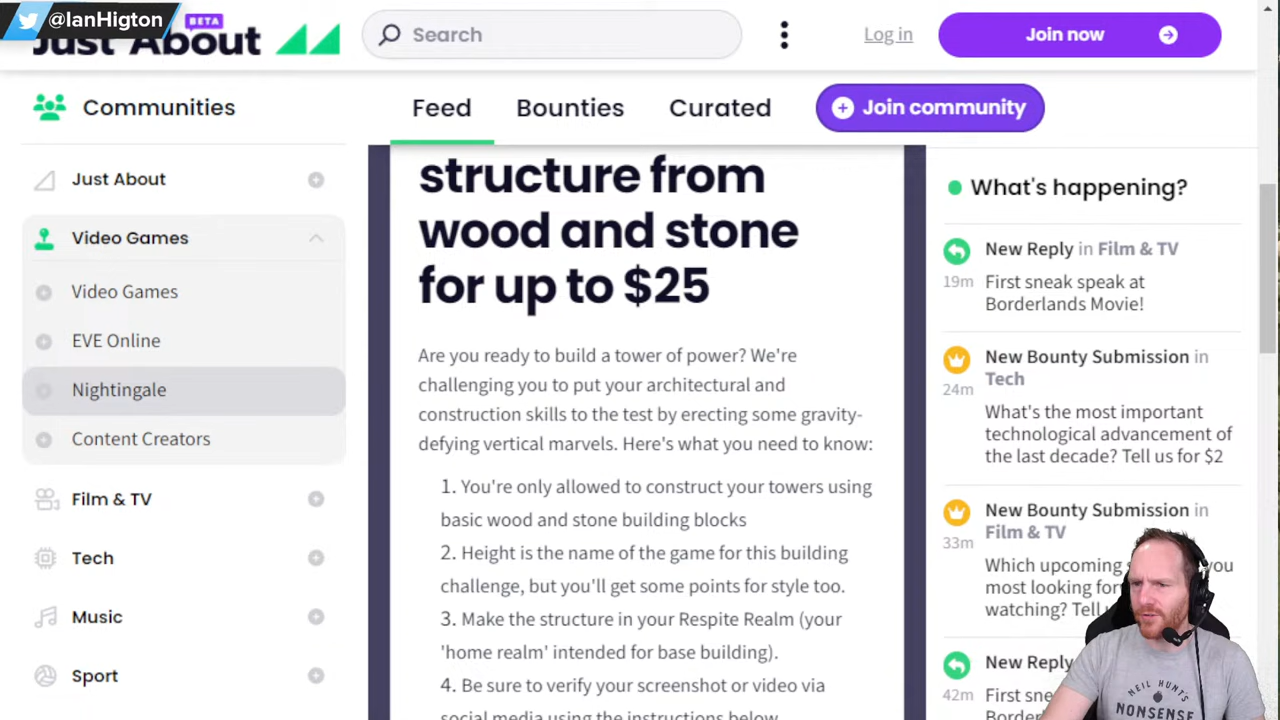 @IanHigton
BETA
Just About
Search
Log in
Join now
Communities
Feed
Bounties
Curated
Join community
Just About
Video Games
Video Games
EVE Online
Nightingale
Content Creators
Film & TV
Tech
Music
Sport
structure from
wood and stone
for up to $25
Are you ready to build a tower of power? We're
challenging you to put your architectural and
construction skills to the test by erecting some gravity-
defying vertical marvels. Here's what you need to know:
1. You're only allowed to construct your towers using
basic wood and stone building blocks
2. Height is the name of the game for this building
challenge, but you'll get some points for style too.
3. Make the structure in your Respite Realm (your
'home realm' intended for base building).
4. Be sure to verify your screenshot or video via
social media using the instructions below
What's happening?
New Reply in Film & TV
19m
First sneak speak at
Borderlands Movie!
New Bounty Submission in
Tech
24m
What's the most important
technological advancement of
the last decade? Tell us for $2
New Bounty Submission in
Film & TV
33m
Which upcoming you
most looking
watching?
New Reply
42m
First
NEIL HUNTS
NONSENSE